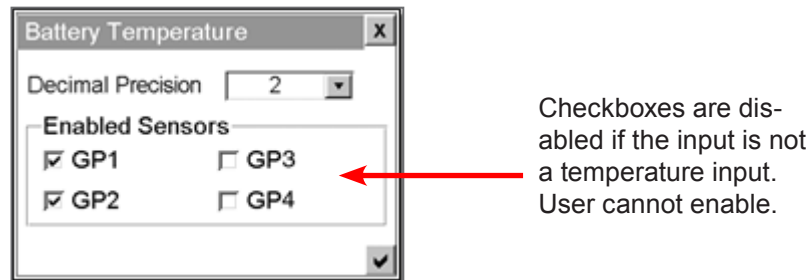 Battery Temperature X
Decimal Precision 2
Enabled Sensors
GP1 GP3
GP2 GP4
Checkboxes are dis-
abled if the input is not
a temperature input.
User cannot enable.